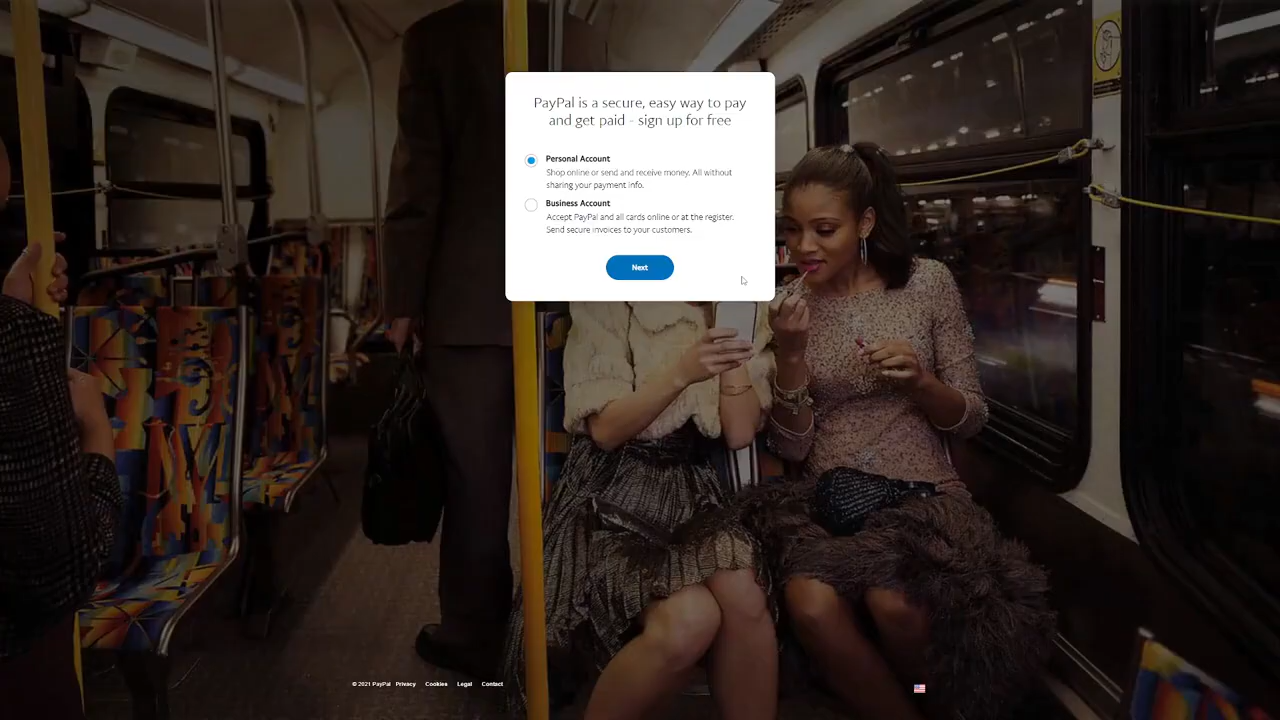 PayPal is a secure, easy way to pay
and get paid - sign up for free
Personal Account
Shop online or send and receive money. All without
sharing your payment info.
Business Account
Accept PayPal and all cards online or at the register.
Send secure invoices to your customers.
Next
© 2021 PayPal Privacy Cookies Legal Contact